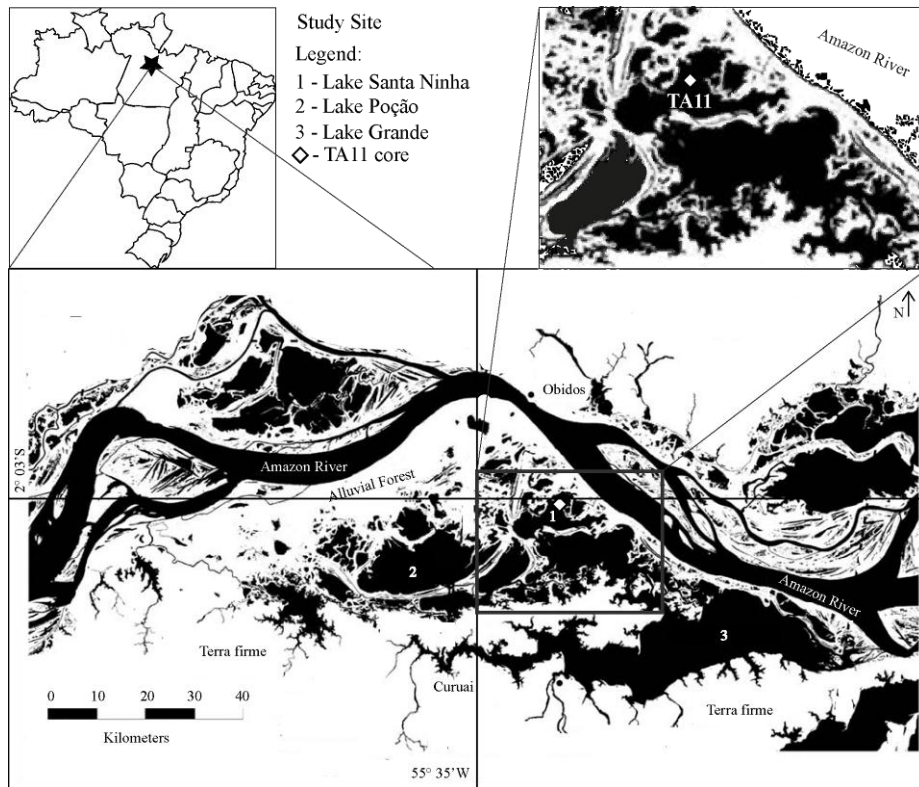 Study Site
Legend:
1 - Lake Santa Ninha
2 - Lake Poção
3 - Lake Grande
- TA11 core
Amazon River
TA11
N
Obidos
2° 03'S
Amazon River
Alluvial Forest
1
2
Amazon River
3
Terra firme
Curuai
Terra firme
0 10 20 30 40
Kilometers
55° 35'W